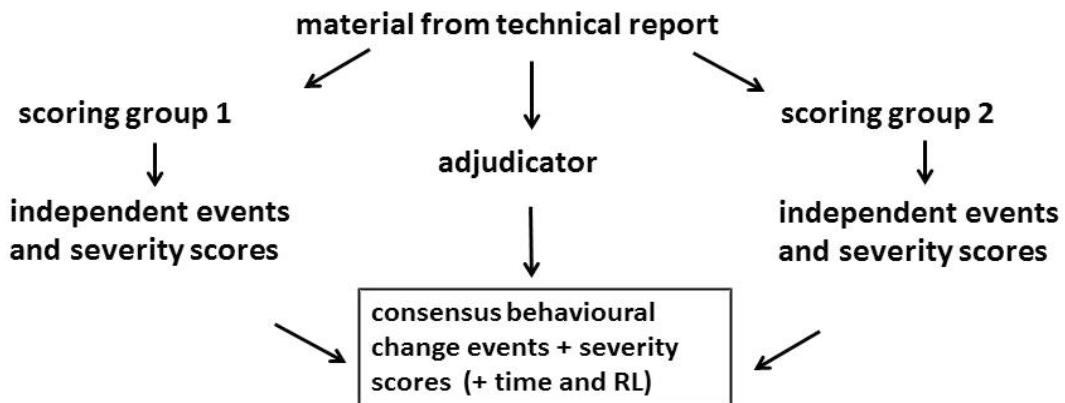 material from technical report
scoring group 1
scoring group 2
adjudicator
independent events
and severity scores
independent events
and severity scores
consensus behavioural
change events + severity
scores (+ time and RL)